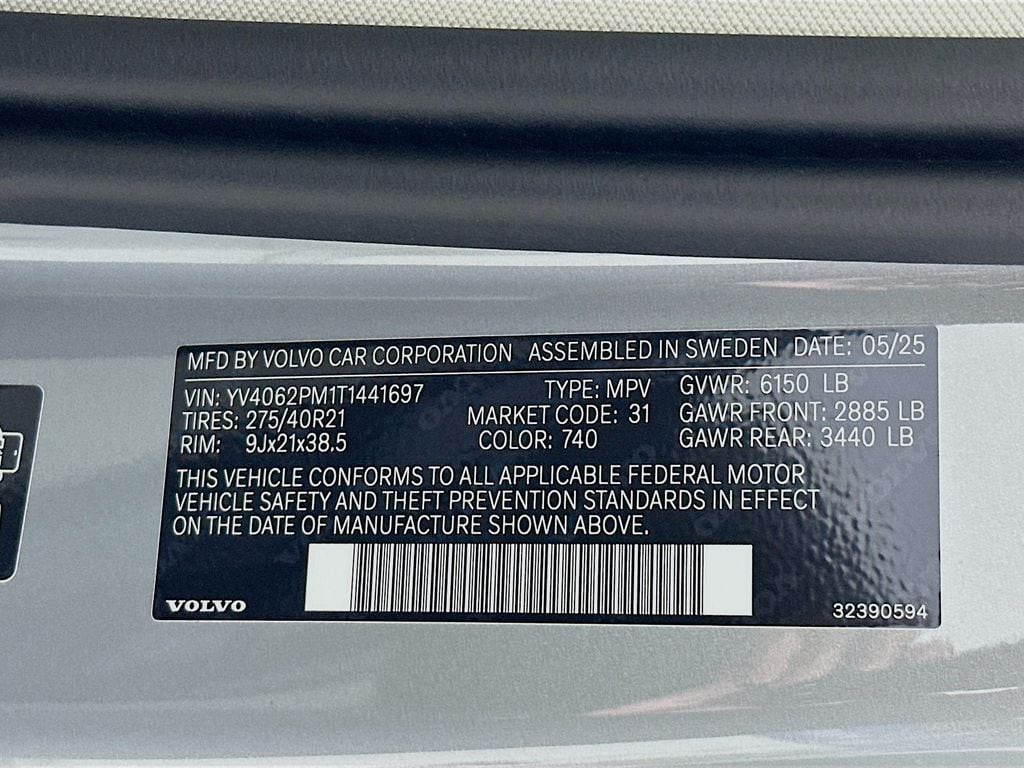 MFD BY VOLVO CAR CORPORATION ASSEMBLED IN SWEDEN DATE: 05/25
VIN: YV4062PM1T1441697 TYPE: MPV GVWR: 6150 LB
TIRES: 275/40R21 MARKET CODE: 31 GAWR FRONT: 2885 LB
RIM: 9Jx21x38.5 COLOR: 740 GAWR REAR: 3440 LB
THIS VEHICLE CONFORMS TO ALL APPLICABLE FEDERAL MOTOR
VEHICLE SAFETY AND THEFT PREVENTION STANDARDS IN EFFECT
ON THE DATE OF MANUFACTURE SHOWN ABOVE.
VOLVO 32390594